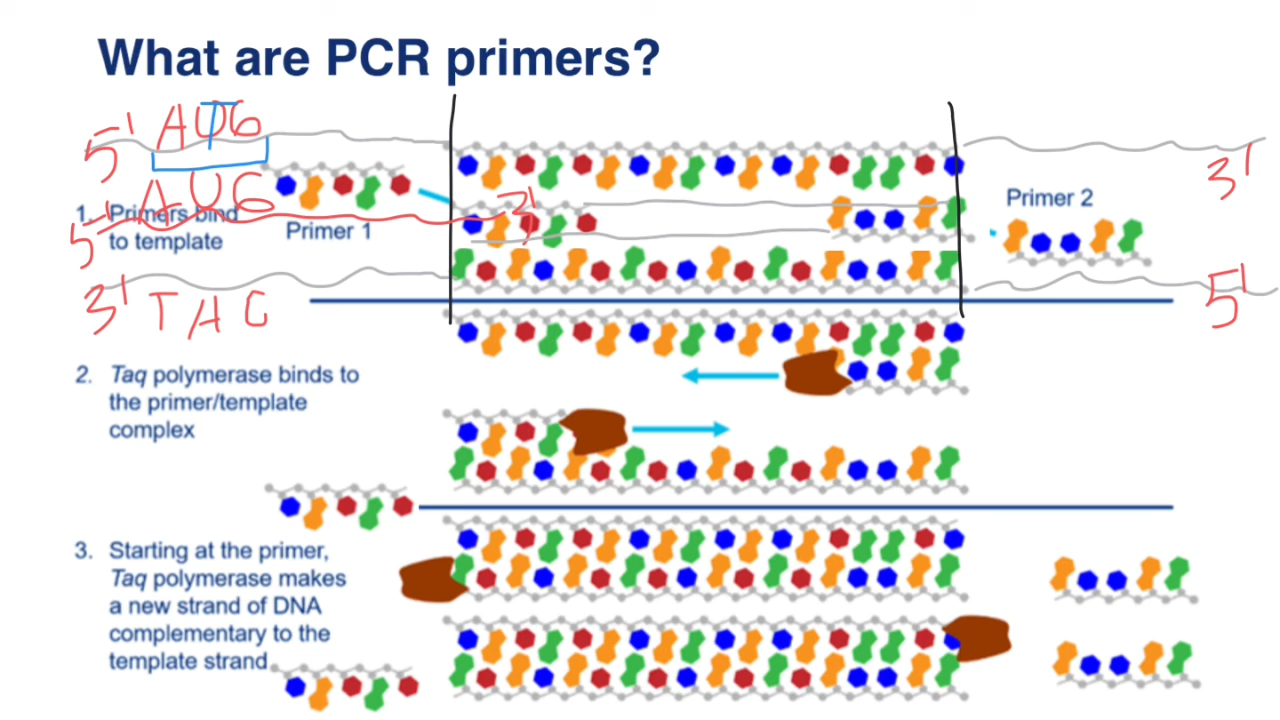 What are PCR primers?
5' AUG
T
3'
AUG
5'
3'
1. Primers bind
to template
Primer 1
Primer 2
3' TAC
5'
2. Taq polymerase binds to
the primer/template
complex
3. Starting at the primer,
Taq polymerase makes
a new strand of DNA
complementary to the
template strand